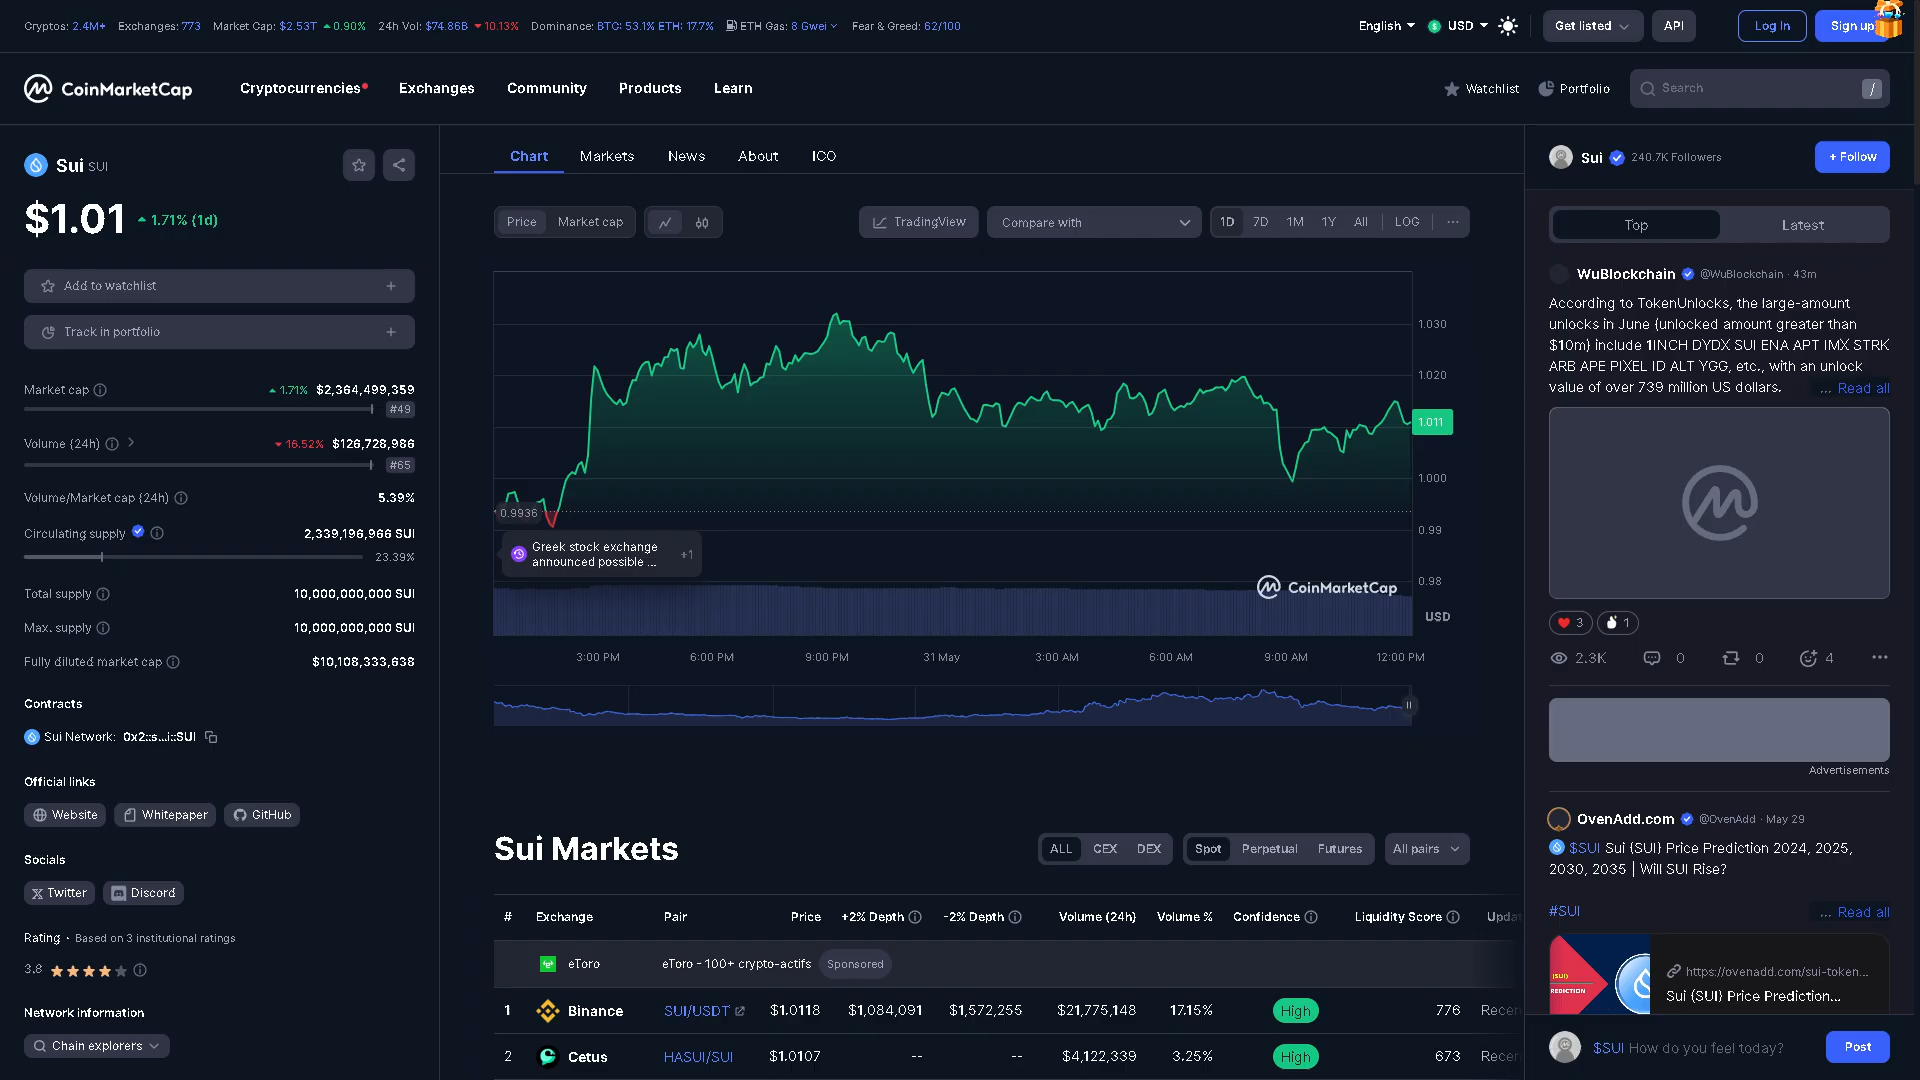 Cryptos: 2.4M+ Exchanges: 773 Market Cap: $2.53T 0.90% 24h Vol: $74.86B 10.13% Dominance: BTC: 53.1% ETH: 17.7% ETH Gas: 8 Gwei Fear & Greed: 62/100
English USD Get listed API Log In Sign up
CoinMarketCap Cryptocurrencies Exchanges Community Products Learn
Watchlist Portfolio Search /
Sui SUI
$1.01 1.71% (1d)
Add to watchlist +
Track in portfolio +
Market cap 1.71% $2,364,499,359
#49
Volume (24h) 16.52% $126,728,986
#65
Volume/Market cap (24h) 5.39%
Circulating supply 2,339,196,966 SUI
23.39%
Total supply 10,000,000,000 SUI
Max. supply 10,000,000,000 SUI
Fully diluted market cap $10,108,333,638
Contracts
Sui Network: 0x2::s...i::SUI
Official links
Website Whitepaper GitHub
Socials
Twitter Discord
Rating · Based on 3 institutional ratings
3.8
Network information
Chain explorers
Chart Markets News About ICO
Price Market cap
TradingView Compare with 1D 7D 1M 1Y All LOG ...
1.030
1.020
1.011
1.000
0.9936
0.99
0.98
Greek stock exchange
announced possible ...
+1
CoinMarketCap
USD
3:00 PM 6:00 PM 9:00 PM 31 May 3:00 AM 6:00 AM 9:00 AM 12:00 PM
Sui Markets
ALL CEX DEX Spot Perpetual Futures All pairs
# Exchange Pair Price +2% Depth -2% Depth Volume (24h) Volume % Confidence Liquidity Score Updat
eToro eToro - 100+ crypto-actifs Sponsored
1 Binance SUI/USDT $1.0118 $1,084,091 $1,572,255 $21,775,148 17.15% High 776 Recen
2 Cetus HASUI/SUI $1.0107 -- -- $4,122,339 3.25% High 673 Recen
Sui 240.7K Followers + Follow
Top Latest
WuBlockchain @WuBlockchain · 43m
According to TokenUnlocks, the large-amount
unlocks in June (unlocked amount greater than
$10m) include 1INCH DYDX SUI ENA APT IMX STRK
ARB APE PIXEL ID ALT YGG, etc., with an unlock
value of over 739 million US dollars. ... Read all
3 1
2.3K 0 0 4 ...
Advertisements
OvenAdd.com @OvenAdd · May 29
$SUI Sui (SUI) Price Prediction 2024, 2025,
2030, 2035 | Will SUI Rise?
#SUI ... Read all
(SUI)
REDICTION
https://ovenadd.com/sui-token...
Sui (SUI) Price Prediction...
$SUI How do you feel today? Post